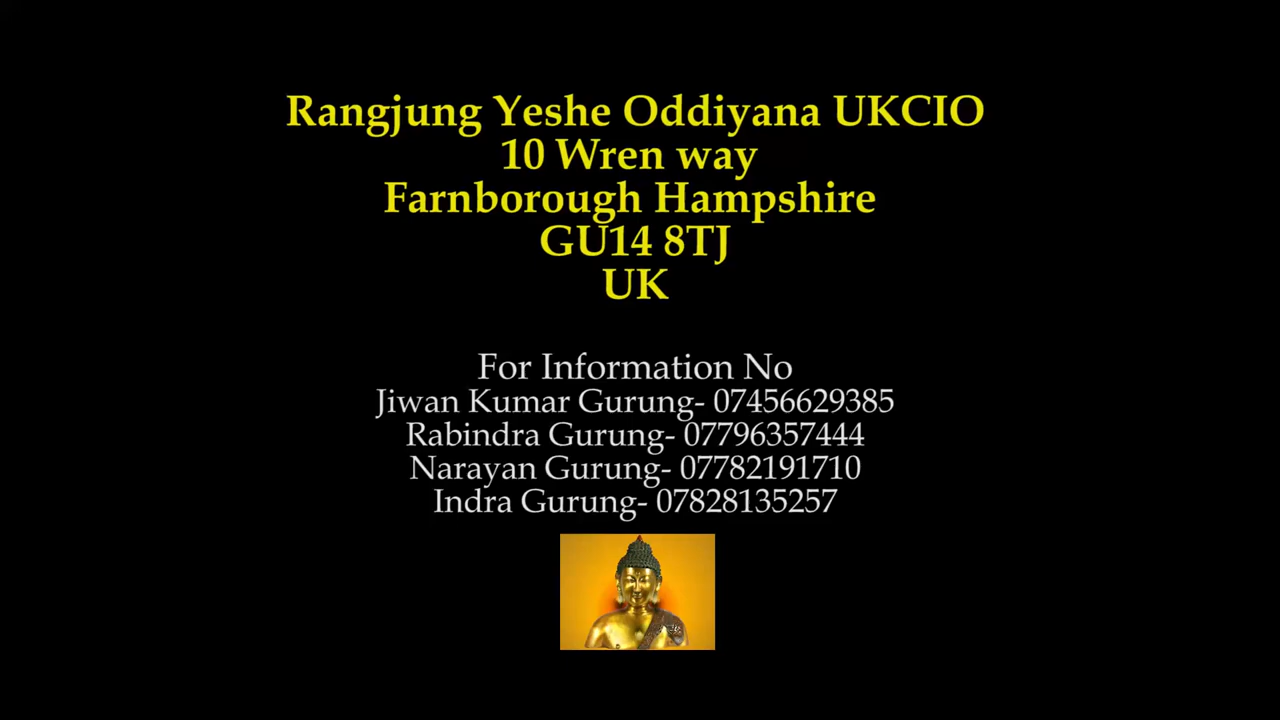 Rangjung Yeshe Oddiyana UKCIO
10 Wren way
Farnborough Hampshire
GU14 8TJ
UK
For Information No
Jiwan Kumar Gurung- 07456629385
Rabindra Gurung- 07796357444
Narayan Gurung- 07782191710
Indra Gurung- 07828135257